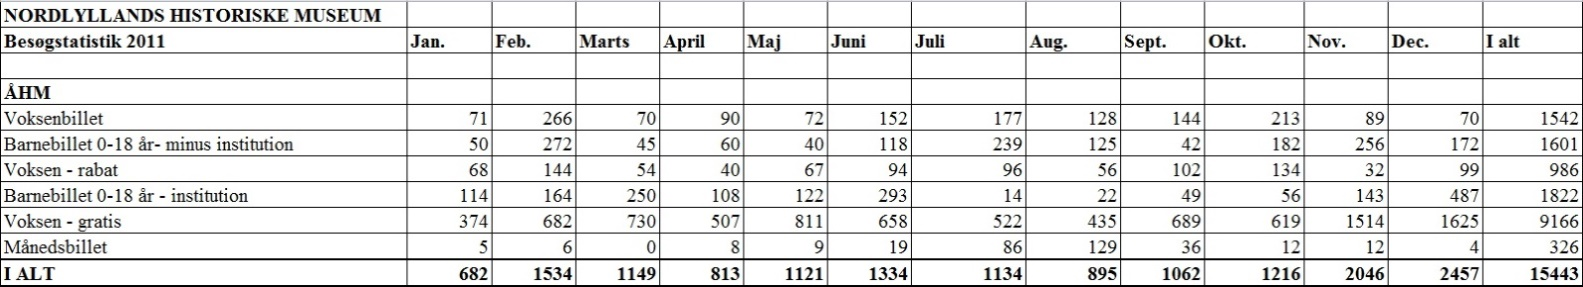 NORDLYLLANDS HISTORISKE MUSEUM
Besøgstatistik 2011 Jan. Feb. Marts April Maj Juni Juli Aug. Sept. Okt. Nov. Dec. I alt
ÅHM
Voksenbillet 71 266 70 90 72 152 177 128 144 213 89 70 1542
Barnebillet 0-18 år- minus institution 50 272 45 60 40 118 239 125 42 182 256 172 1601
Voksen - rabat 68 144 54 40 67 94 96 56 102 134 32 99 986
Barnebillet 0-18 år - institution 114 164 250 108 122 293 14 22 49 56 143 487 1822
Voksen - gratis 374 682 730 507 811 658 522 435 689 619 1514 1625 9166
Månedsbillet 5 6 0 8 9 19 86 129 36 12 12 4 326
I ALT 682 1534 1149 813 1121 1334 1134 895 1062 1216 2046 2457 15443